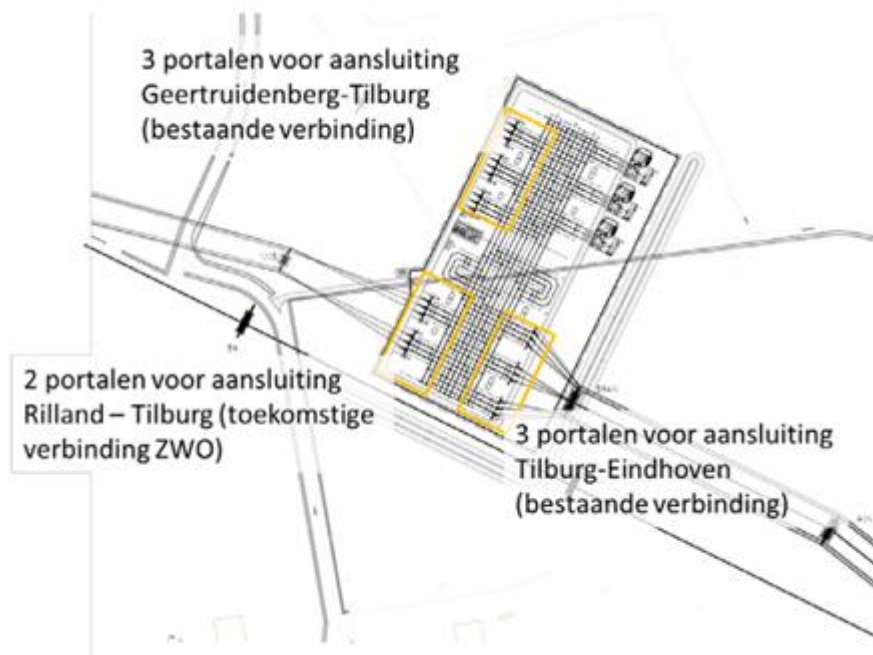 3 portalen voor aansluiting
Geertruidenberg-Tilburg
(bestaande verbinding)
2 portalen voor aansluiting
Rilland – Tilburg (toekomstige
verbinding ZWO)
3 portalen voor aansluiting
Tilburg-Eindhoven
(bestaande verbinding)